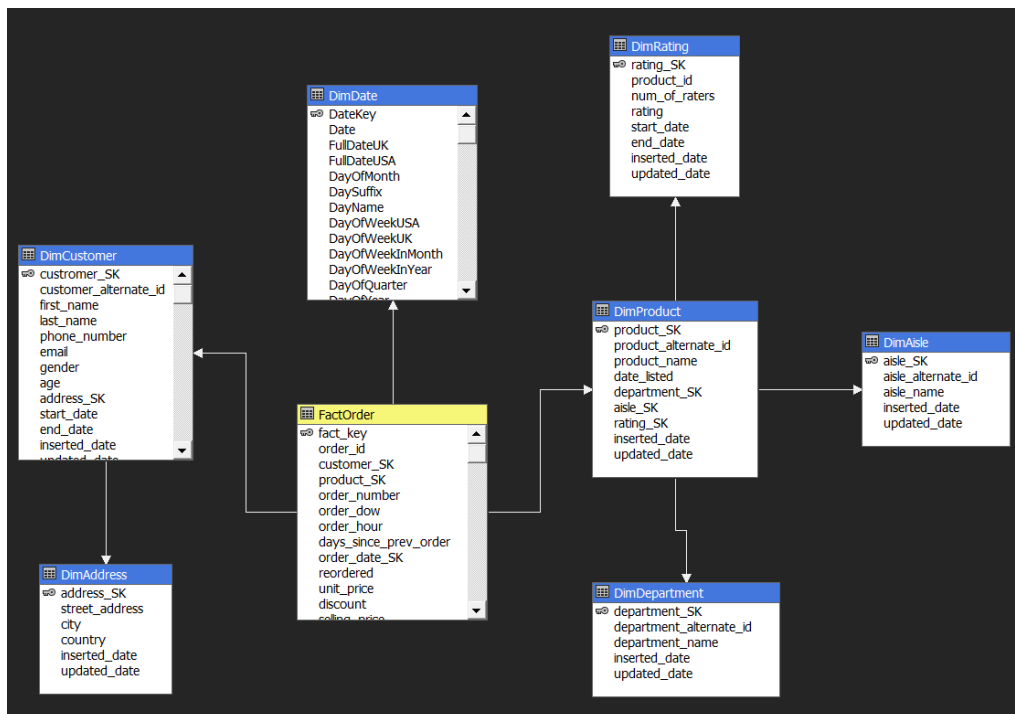 DimRating
rating_SK
product_id
num_of_raters
rating
start_date
end_date
inserted_date
updated_date
DimDate
DateKey
Date
FullDateUK
FullDateUSA
DayOfMonth
DaySuffix
DayName
DayOfWeekUSA
DayOfWeekUK
DayOfWeekInMonth
DayOfWeekInYear
DayOfQuarter
DayOfYear
DimCustomer
custromer_SK
customer_alternate_id
first_name
last_name
phone_number
email
gender
age
address_SK
start_date
end_date
inserted_date
updated_date
DimProduct
product_SK
product_alternate_id
product_name
date_listed
department_SK
aisle_SK
rating_SK
inserted_date
updated_date
DimAisle
aisle_SK
aisle_alternate_id
aisle_name
inserted_date
updated_date
FactOrder
fact_key
order_id
customer_SK
product_SK
order_number
order_dow
order_hour
days_since_prev_order
order_date_SK
reordered
unit_price
discount
selling_price
DimAddress
address_SK
street_address
city
country
inserted_date
updated_date
DimDepartment
department_SK
department_alternate_id
department_name
inserted_date
updated_date